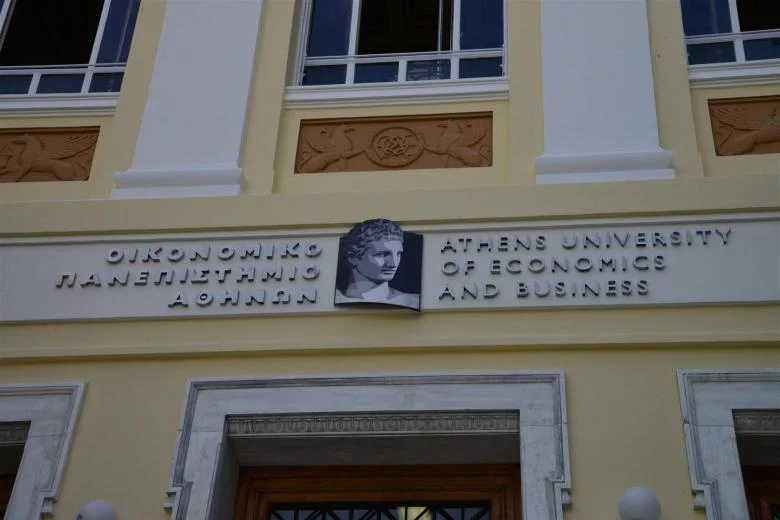 ΟΙΚΟΝΟΜΙΚΟ
ΠΑΝΕΠΙΣΤΗΜΙΟ
ΑΘΗΝΩΝ
ATHENS UNIVERSITY
OF ECONOMICS
AND BUSINESS